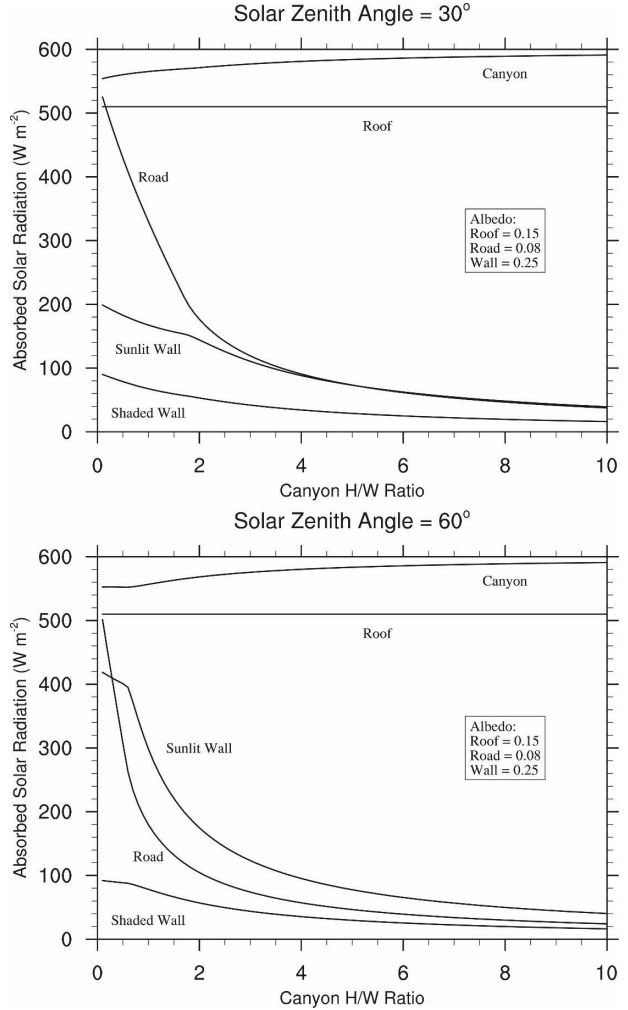 Solar Zenith Angle = 30°
Absorbed Solar Radiation (W m⁻²)
600
500
400
300
200
100
0
Canyon
Roof
Road
Albedo:
Roof = 0.15
Road = 0.08
Wall = 0.25
Sunlit Wall
Shaded Wall
0 2 4 6 8 10
Canyon H/W Ratio
Solar Zenith Angle = 60°
Absorbed Solar Radiation (W m⁻²)
600
500
400
300
200
100
0
Canyon
Roof
Sunlit Wall
Albedo:
Roof = 0.15
Road = 0.08
Wall = 0.25
Road
Shaded Wall
0 2 4 6 8 10
Canyon H/W Ratio